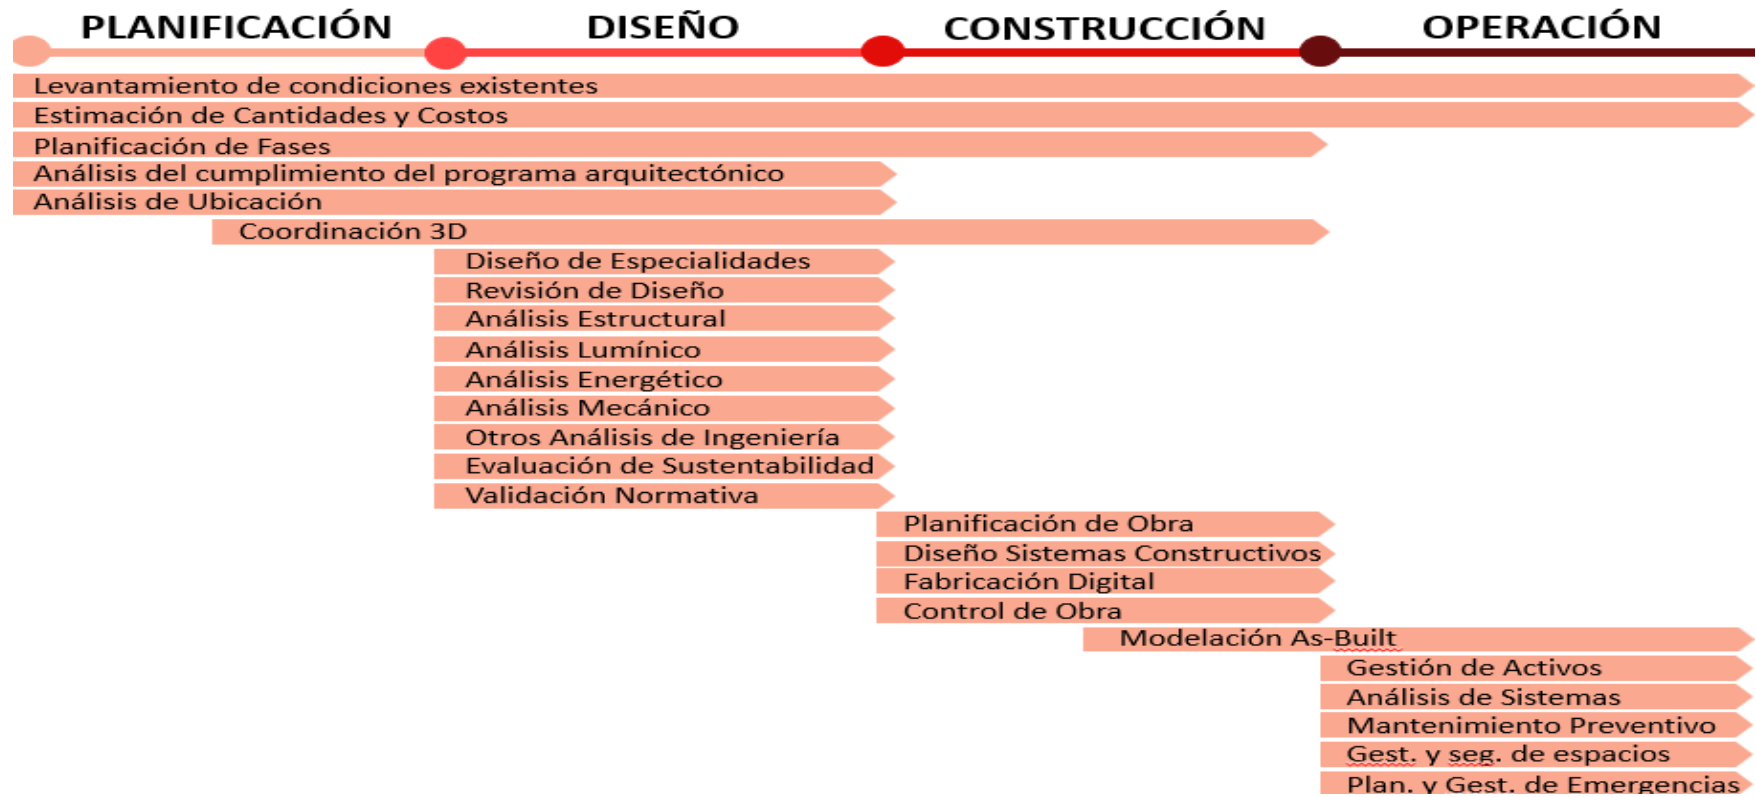 PLANIFICACIÓN DISEÑO CONSTRUCCIÓN OPERACIÓN
Levantamiento de condiciones existentes
Estimación de Cantidades y Costos
Planificación de Fases
Análisis del cumplimiento del programa arquitectónico
Análisis de Ubicación
Coordinación 3D
Diseño de Especialidades
Revisión de Diseño
Análisis Estructural
Análisis Lumínico
Análisis Energético
Análisis Mecánico
Otros Análisis de Ingeniería
Evaluación de Sustentabilidad
Validación Normativa
Planificación de Obra
Diseño Sistemas Constructivos
Fabricación Digital
Control de Obra
Modelación As-Built
Gestión de Activos
Análisis de Sistemas
Mantenimiento Preventivo
Gest. y seg. de espacios
Plan. y Gest. de Emergencias